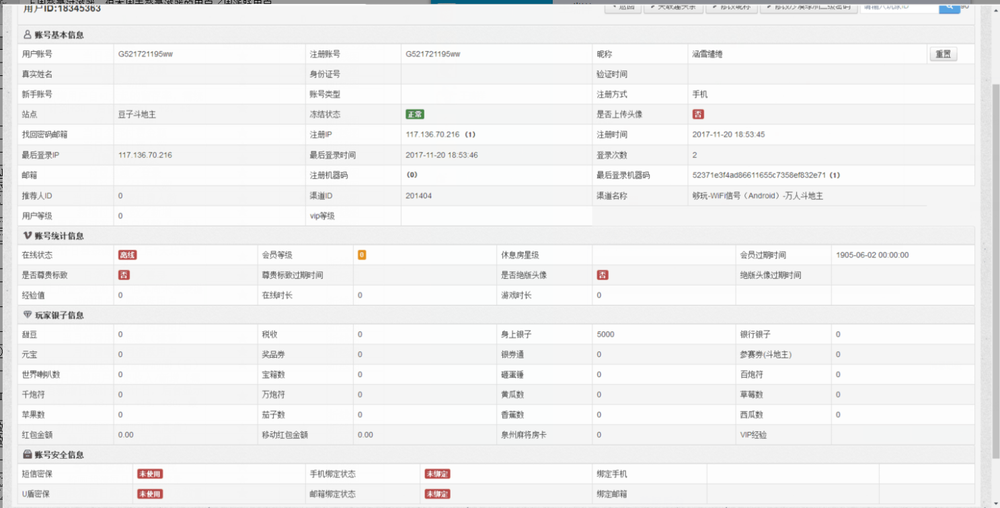 用户ID:18345363
返回 关联逮头条 修改昵称 请输入玩家ID
账号基本信息
用户账号 G521721195ww 注册账号 G521721195ww 昵称 涵雪缱绻 重置
真实姓名 身份证号 验证时间
新手账号 账号类型 注册方式 手机
站点 豆子斗地主 冻结状态 正常 是否上传头像 否
找回密码邮箱 注册IP 117.136.70.216 (1) 注册时间 2017-11-20 18:53:45
最后登录IP 117.136.70.216 最后登录时间 2017-11-20 18:53:46 登录次数 2
邮箱 注册机器码 (0) 最后登录机器码 52371e3f4ad86611655c7358ef832e71 (1)
推荐人ID 0 渠道ID 201404 渠道名称 够玩-WiFi信号（Android）-万人斗地主
用户等级 0 vip等级
账号统计信息
在线状态 离线 会员等级 0 休息房星级 会员过期时间 1905-06-02 00:00:00
是否尊贵标致 否 尊贵标致过期时间 是否绝版头像 否 绝版头像过期时间
经验值 0 在线时长 0 游戏时长 0
玩家银子信息
甜豆 0 税收 0 身上银子 5000 银行银子 0
元宝 0 奖品券 0 银券通 0 参赛券(斗地主) 0
世界喇叭数 0 宝箱数 0 砸蛋锤 0 百炮符 0
千炮符 0 万炮符 0 黄瓜数 0 草莓数 0
苹果数 0 茄子数 0 香蕉数 0 西瓜数 0
红包金额 0.00 移动红包金额 0.00 泉州麻将房卡 0 VIP经验
账号安全信息
短信密保 未使用 手机绑定状态 未绑定 绑定手机
U盾密保 未使用 邮箱绑定状态 未绑定 绑定邮箱